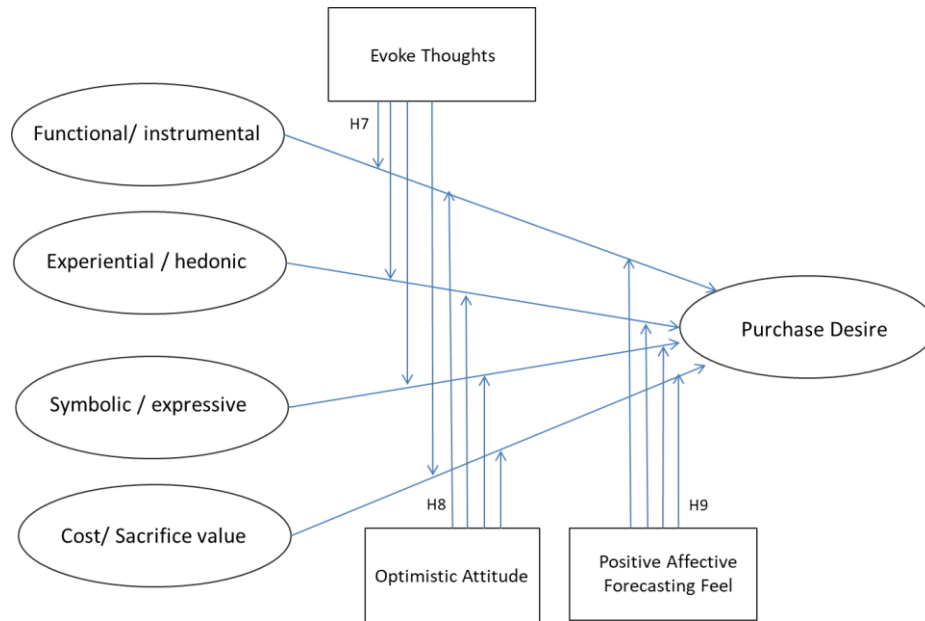 Evoke Thoughts
H7
Functional/ instrumental
Experiential / hedonic
Purchase Desire
Symbolic / expressive
H8
H9
Cost/ Sacrifice value
Optimistic Attitude
Positive Affective
Forecasting Feel